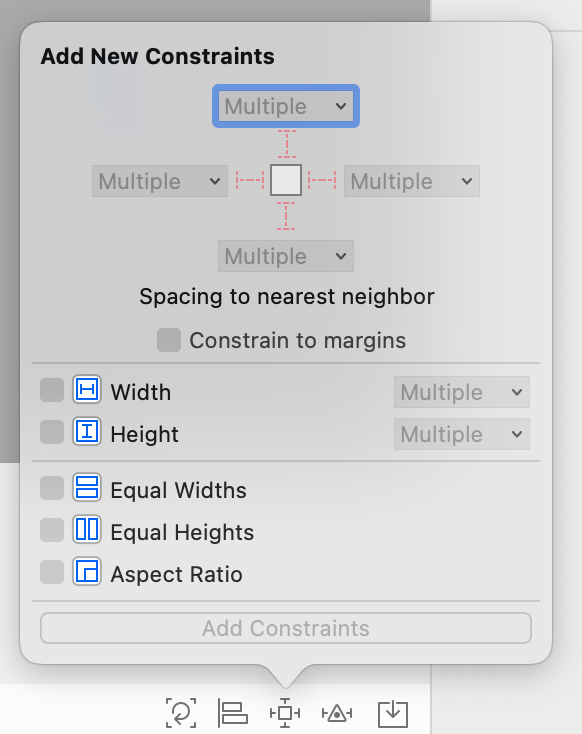 Add New Constraints
Multiple
Multiple Multiple
Multiple
Spacing to nearest neighbor
Constrain to margins
Width Multiple
Height Multiple
Equal Widths
Equal Heights
Aspect Ratio
Add Constraints